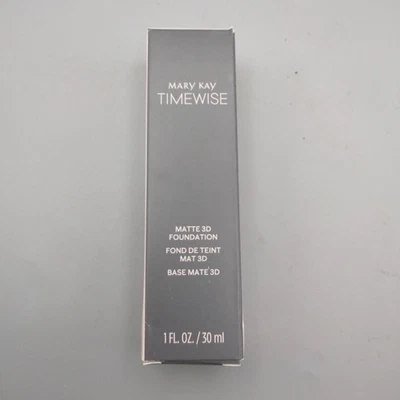 MARY KAY
TIMEWISE
MATTE 3D
FOUNDATION
FOND DE TEINT
MAT 3D
BASE MATE 3D
1 FL. OZ. / 30 ml